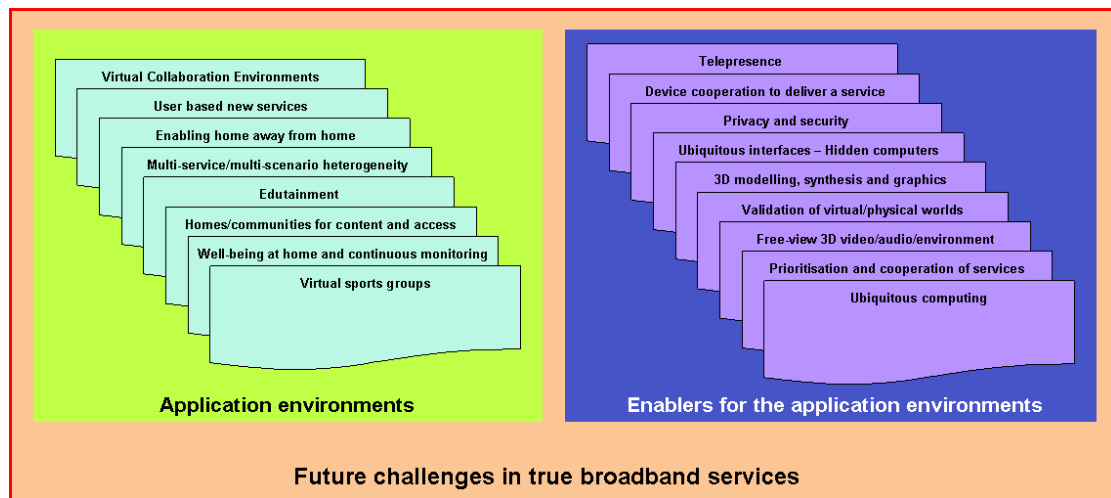 Virtual Collaboration Environments
User based new services
Enabling home away from home
Multi-service/multi-scenario heterogeneity
Edutainment
Homes/communities for content and access
Well-being at home and continuous monitoring
Virtual sports groups
Application environments
Telepresence
Device cooperation to deliver a service
Privacy and security
Ubiquitous interfaces – Hidden computers
3D modelling, synthesis and graphics
Validation of virtual/physical worlds
Free-view 3D video/audio/environment
Prioritisation and cooperation of services
Ubiquitous computing
Enablers for the application environments
Future challenges in true broadband services